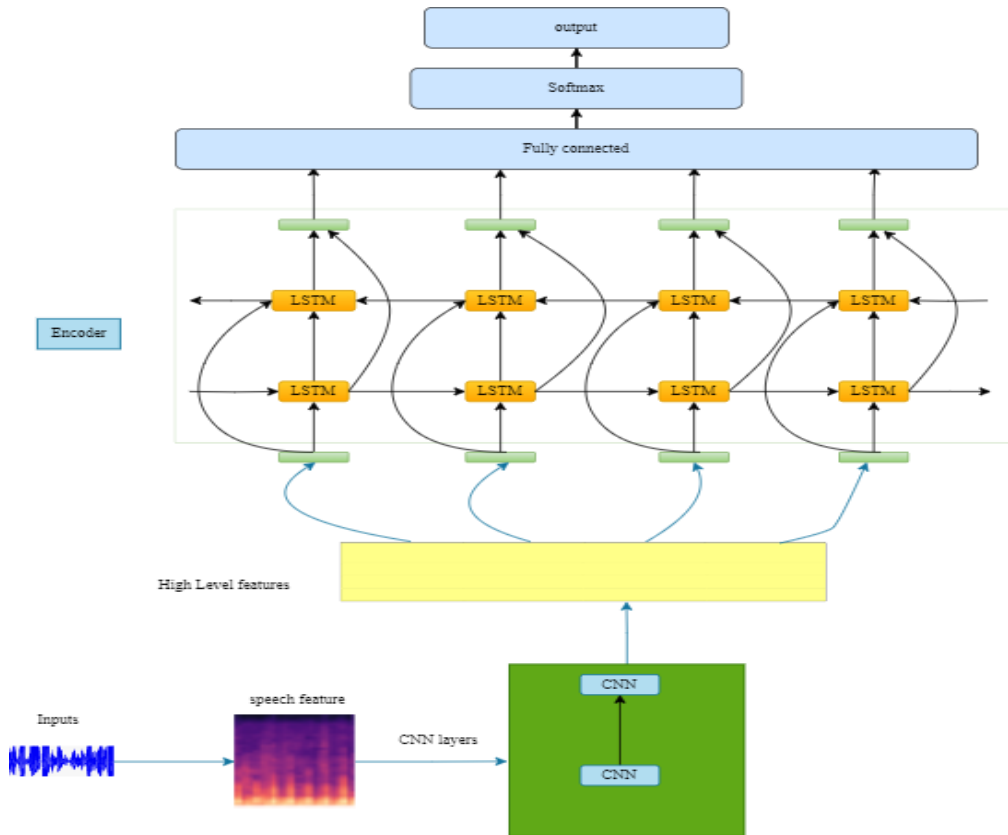 output
Softmax
Fully connected
LSTM LSTM LSTM LSTM
Encoder
LSTM LSTM LSTM LSTM
High Level features
CNN
speech feature
Inputs
CNN layers
CNN